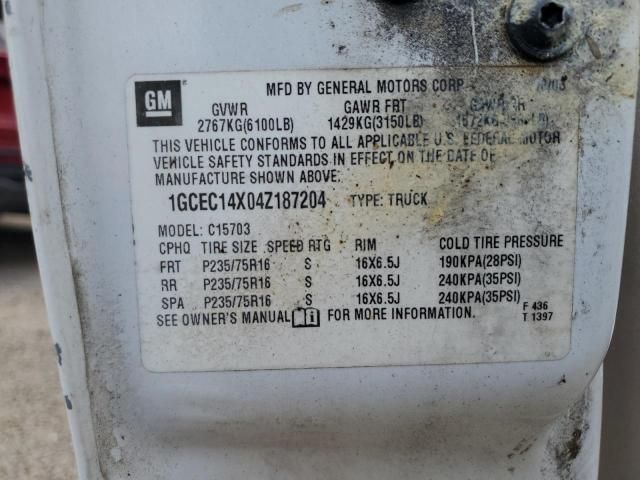 GM
MFD BY GENERAL MOTORS CORP
GVWR GAWR FRT
2767KG(6100LB) 1429KG(3150LB)
THIS VEHICLE CONFORMS TO ALL APPLICABLE U.S. FEDERAL MOTOR
VEHICLE SAFETY STANDARDS IN EFFECT ON THE DATE OF
MANUFACTURE SHOWN ABOVE.
1GCEC14X04Z187204 TYPE: TRUCK
MODEL: C15703
CPHQ TIRE SIZE SPEED RTG RIM COLD TIRE PRESSURE
FRT P235/75R16 S 16X6.5J 190KPA(28PSI)
RR P235/75R16 S 16X6.5J 240KPA(35PSI)
SPA P235/75R16 S 16X6.5J 240KPA(35PSI)
SEE OWNER'S MANUAL FOR MORE INFORMATION.
F 436
T 1397